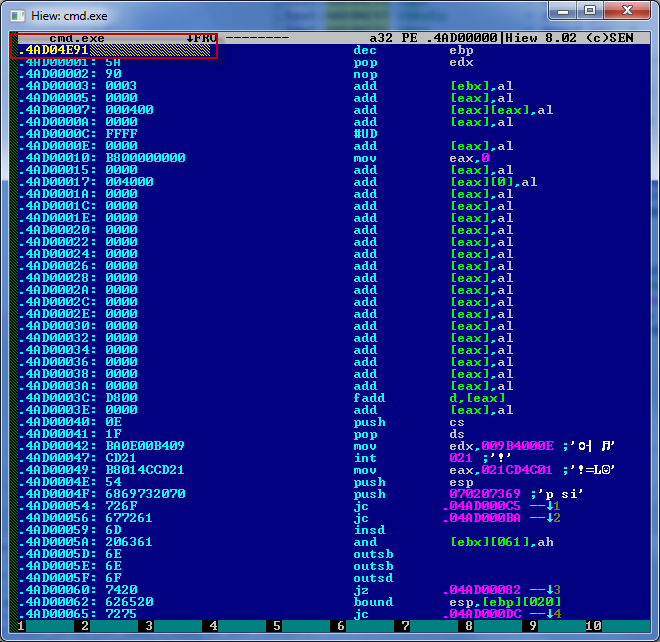 Hiew: cmd.exe
cmd.exe ↓FRO -------- a32 PE .4AD00000|Hiew 8.02 (c)SEN
.4AD04E91 dec ebp
.4AD00001: 5A pop edx
.4AD00002: 90 nop
.4AD00003: 0003 add [ebx],al
.4AD00005: 0000 add [eax],al
.4AD00007: 000400 add [eax][eax],al
.4AD0000A: 0000 add [eax],al
.4AD0000C: FFFF #UD
.4AD0000E: 0000 add [eax],al
.4AD00010: B800000000 mov eax,0
.4AD00015: 0000 add [eax],al
.4AD00017: 004000 add [eax][0],al
.4AD0001A: 0000 add [eax],al
.4AD0001C: 0000 add [eax],al
.4AD0001E: 0000 add [eax],al
.4AD00020: 0000 add [eax],al
.4AD00022: 0000 add [eax],al
.4AD00024: 0000 add [eax],al
.4AD00026: 0000 add [eax],al
.4AD00028: 0000 add [eax],al
.4AD0002A: 0000 add [eax],al
.4AD0002C: 0000 add [eax],al
.4AD0002E: 0000 add [eax],al
.4AD00030: 0000 add [eax],al
.4AD00032: 0000 add [eax],al
.4AD00034: 0000 add [eax],al
.4AD00036: 0000 add [eax],al
.4AD00038: 0000 add [eax],al
.4AD0003A: 0000 add [eax],al
.4AD0003C: D800 fadd d,[eax]
.4AD0003E: 0000 add [eax],al
.4AD00040: 0E push cs
.4AD00041: 1F pop ds
.4AD00042: BA0E00B409 mov edx,009B4000E ;'
.4AD00047: CD21 int 021 ;'!'
.4AD00049: B8014CCD21 mov eax,021CD4C01 ;'!=L☺'
.4AD0004E: 54 push esp
.4AD0004F: 6869732070 push 070207369 ;'p si'
.4AD00054: 726F jc .04AD000C5 --↓1
.4AD00056: 677261 jc .04AD000BA --↓2
.4AD00059: 6D insd
.4AD0005A: 206361 and [ebx][061],ah
.4AD0005D: 6E outsb
.4AD0005E: 6E outsb
.4AD0005F: 6F outsd
.4AD00060: 7420 jz .04AD00082 --↓3
.4AD00062: 626520 bound esp,[ebp][020]
.4AD00065: 7275 jc .04AD000DC --↓4
1 2 3 4 5 6 7 8 9 10